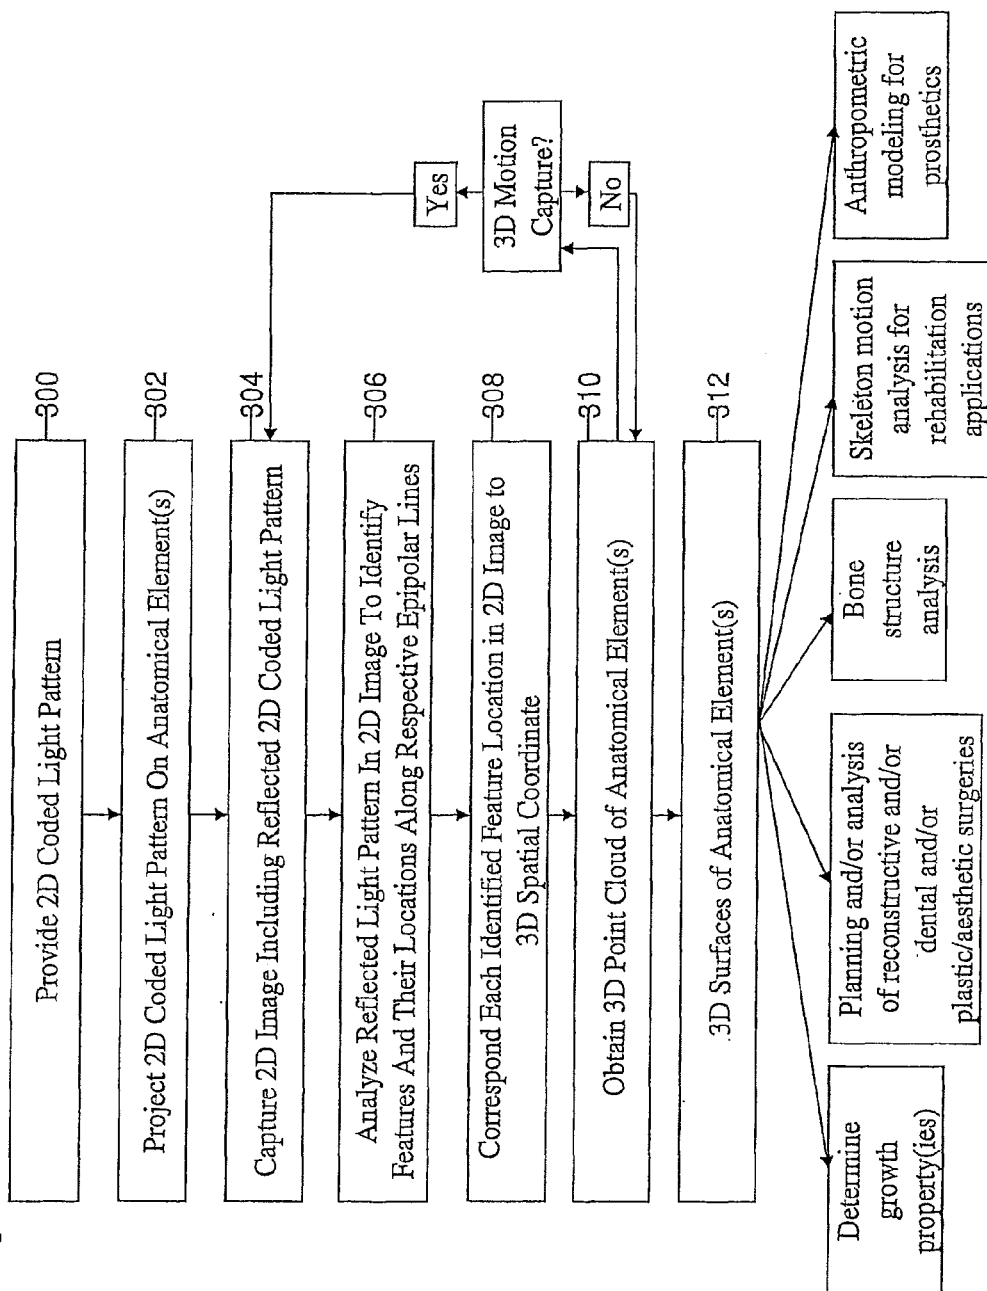 Provide 2D Coded Light Pattern
300
Project 2D Coded Light Pattern On Anatomical Element(s)
302
Capture 2D Image Including Reflected 2D Coded Light Pattern
304
Analyze Reflected Light Pattern In 2D Image To Identify
Features And Their Locations Along Respective Epipolar Lines
306
Correspond Each Identified Feature Location in 2D Image to
3D Spatial Coordinate
308
Obtain 3D Point Cloud of Anatomical Element(s)
310
3D Surfaces of Anatomical Element(s)
312
Yes
3D Motion
Capture?
No
Determine
growth
property(ies)
Planning and/or analysis
of reconstructive and/or
dental and/or
plastic/aesthetic surgeries
Bone
structure
analysis
Skeleton motion
analysis for
rehabilitation
applications
Anthropometric
modeling for
prosthetics